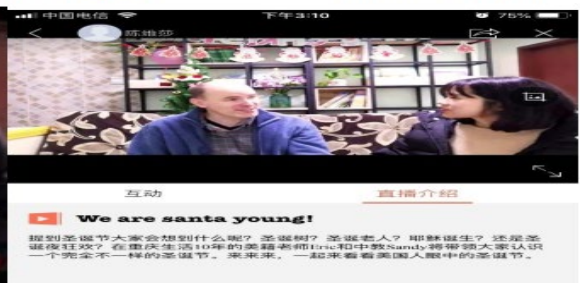 中国电信 下午3:10 75%
陈维莎
互动 直播介绍
We are santa young!
提到圣诞节大家会想到什么呢？圣诞树？圣诞老人？耶稣诞生？还是圣
诞夜狂欢？在重庆生活10年的美籍老师Eric和中教Sandy将带领大家认识
一个完全不一样的圣诞节。来来来，一起来看看美国人眼中的圣诞节。